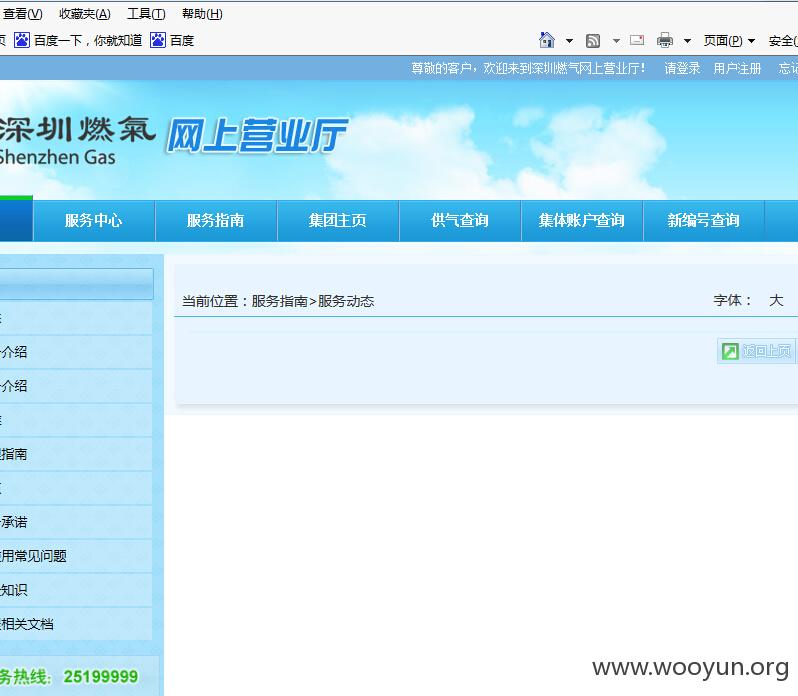 查看(V) 收藏夹(A) 工具(T) 帮助(H)
页 百度一下，你就知道 百度
页面(P) 安全(
尊敬的客户，欢迎来到深圳燃气网上营业厅！ 请登录 用户注册 忘记
深圳燃氣 网上营业厅
Shenzhen Gas
服务中心 服务指南 集团主页 供气查询 集体账户查询 新编号查询
当前位置：服务指南>服务动态 字体： 大
返回上页
介绍
介绍
指南
承诺
用常见问题
知识
相关文档
务热线: 25199999
www.wooyun.org